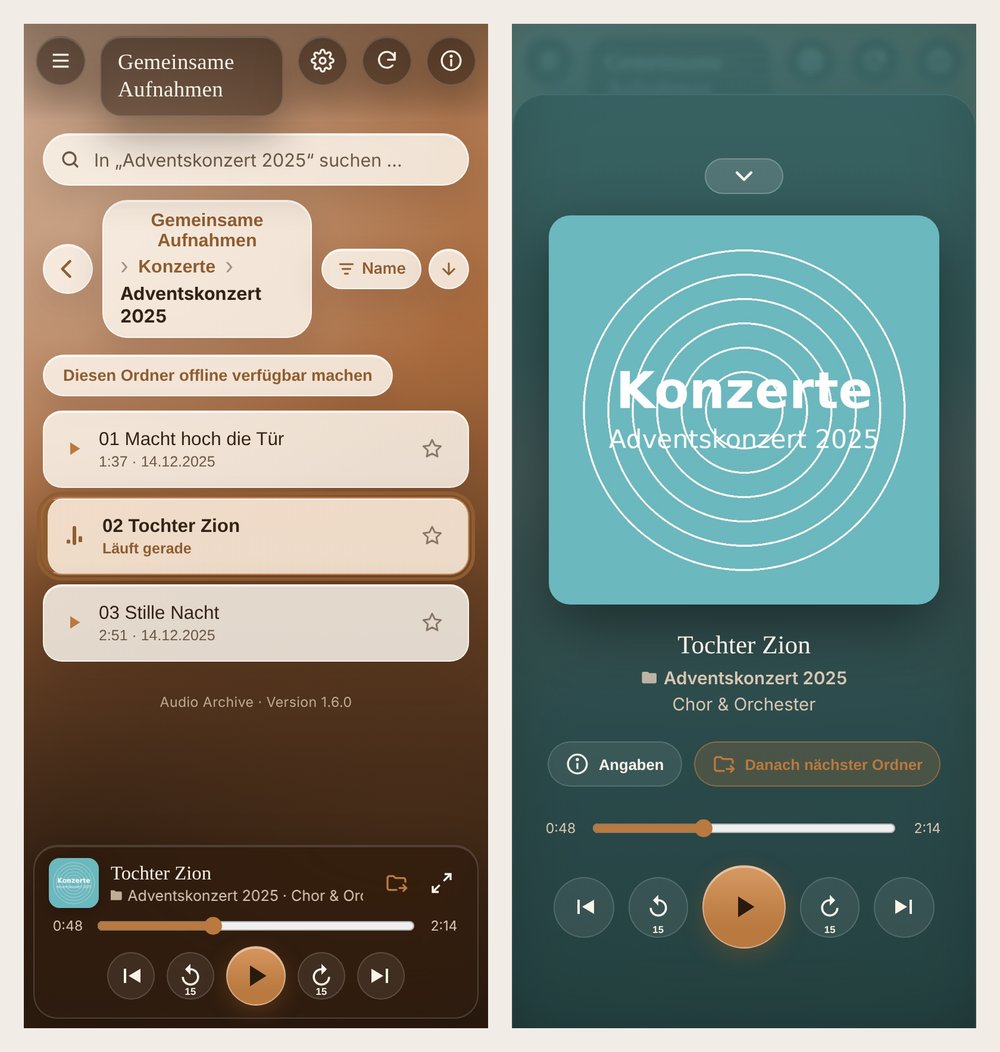 Gemeinsame
Aufnahmen
In „Adventskonzert 2025“ suchen ...
Gemeinsame
Aufnahmen
› Konzerte ›
Adventskonzert
2025
Name
Diesen Ordner offline verfügbar machen
01 Macht hoch die Tür
1:37 · 14.12.2025
02 Tochter Zion
Läuft gerade
03 Stille Nacht
2:51 · 14.12.2025
Audio Archive · Version 1.6.0
Konzerte
Tochter Zion
Adventskonzert 2025 · Chor & Orc
0:48
2:14
15
15
Konzerte
Adventskonzert 2025
Tochter Zion
Adventskonzert 2025
Chor & Orchester
Angaben
Danach nächster Ordner
0:48
2:14
15
15